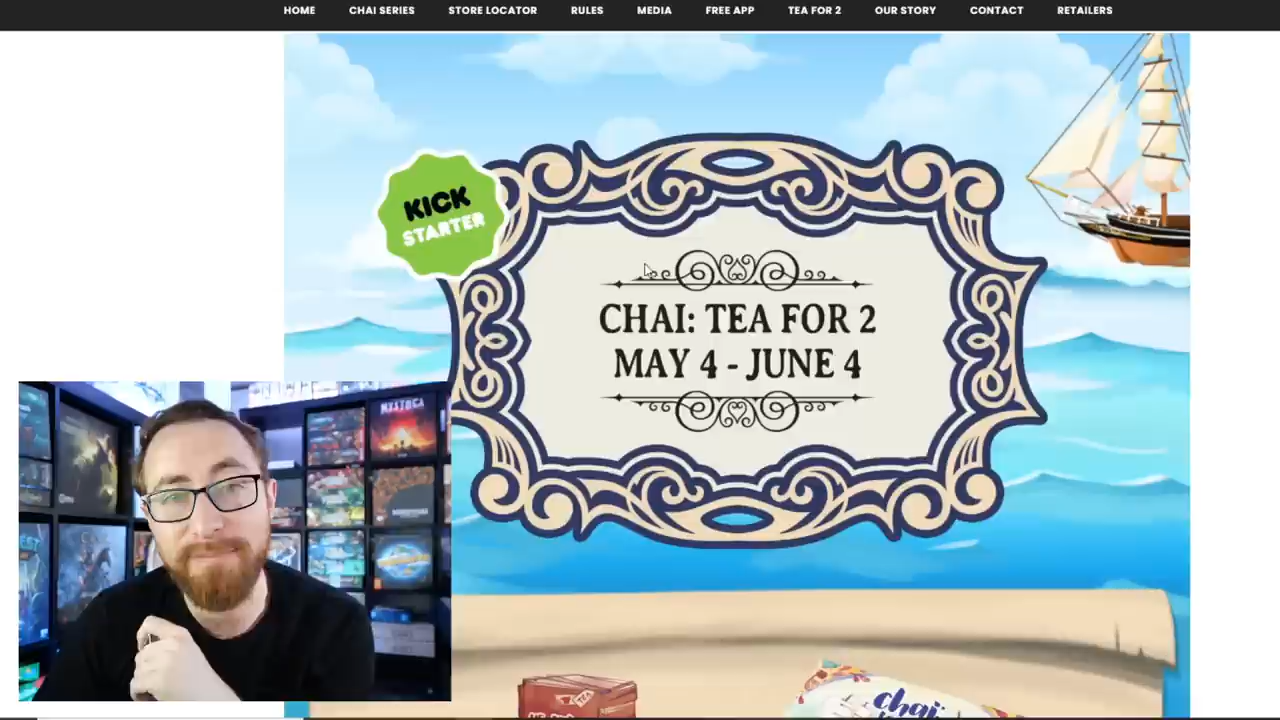 HOME CHAI SERIES STORE LOCATOR RULES MEDIA FREE APP TEA FOR 2 OUR STORY CONTACT RETAILERS
KICK
STARTER
CHAI: TEA FOR 2
MAY 4 - JUNE 4
chai